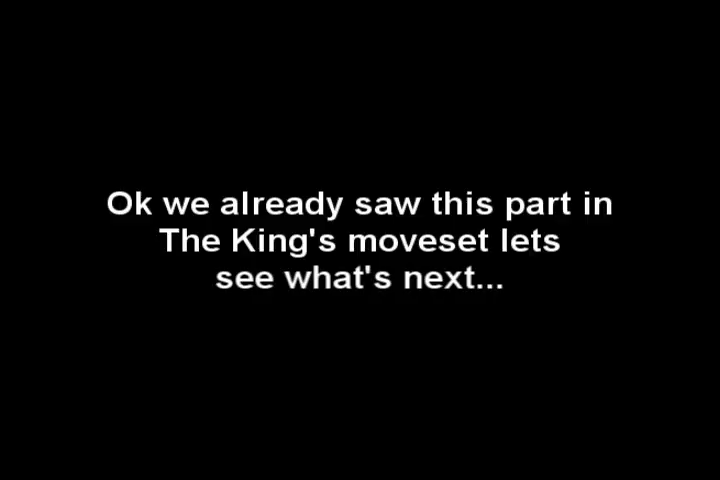 Ok we already saw this part in
The King's moveset lets
see what's next...